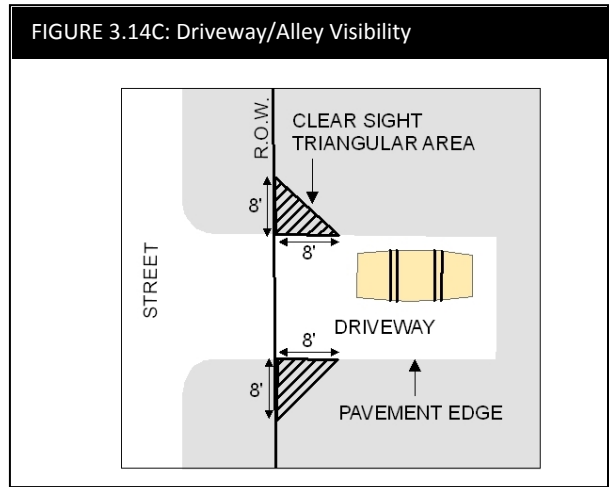 FIGURE 3.14C: Driveway/Alley Visibility
R.O.W.
CLEAR SIGHT
TRIANGULAR AREA
8'
8'
STREET
DRIVEWAY
8'
8'
PAVEMENT EDGE